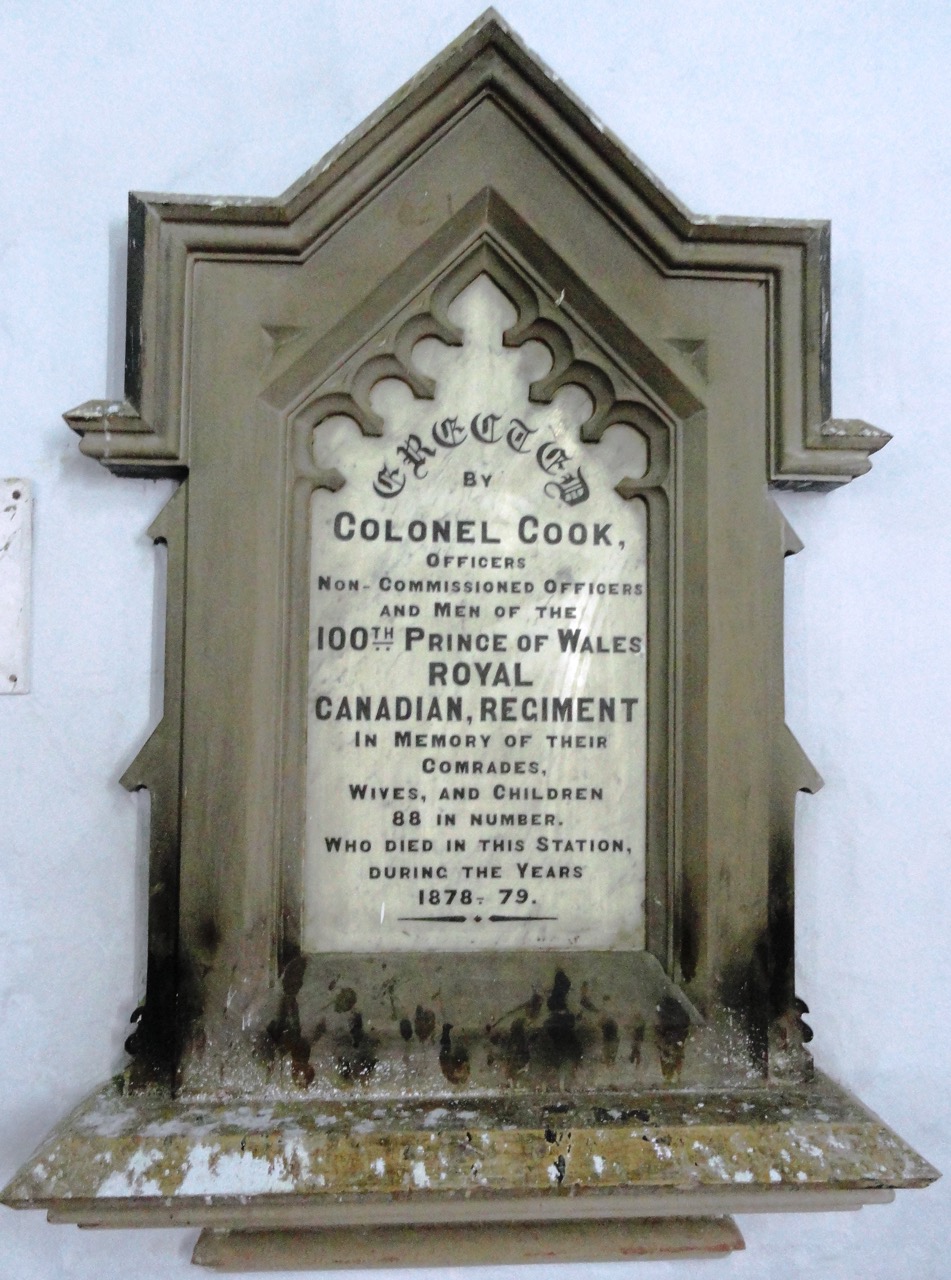 ERECTED
BY
COLONEL COOK,
OFFICERS
NON-COMMISSIONED OFFICERS
AND MEN OF THE
100TH PRINCE OF WALES
ROYAL
CANADIAN, REGIMENT
IN MEMORY OF THEIR
COMRADES,
WIVES, AND CHILDREN
88 IN NUMBER.
WHO DIED IN THIS STATION,
DURING THE YEARS
1878-79.